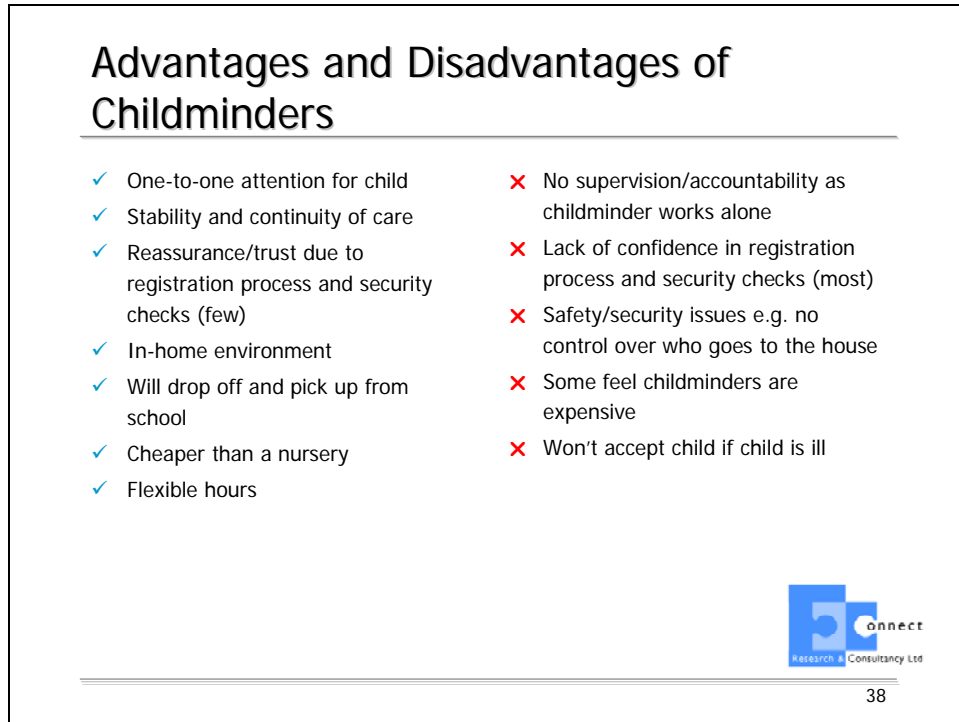 Advantages and Disadvantages of
Childminders
✓ One-to-one attention for child
✓ Stability and continuity of care
✓ Reassurance/trust due to
registration process and security
checks (few)
✓ In-home environment
✓ Will drop off and pick up from
school
✓ Cheaper than a nursery
✓ Flexible hours
✗ No supervision/accountability as
childminder works alone
✗ Lack of confidence in registration
process and security checks (most)
✗ Safety/security issues e.g. no
control over who goes to the house
✗ Some feel childminders are
expensive
✗ Won't accept child if child is ill
Connect
Research & Consultancy Ltd
38